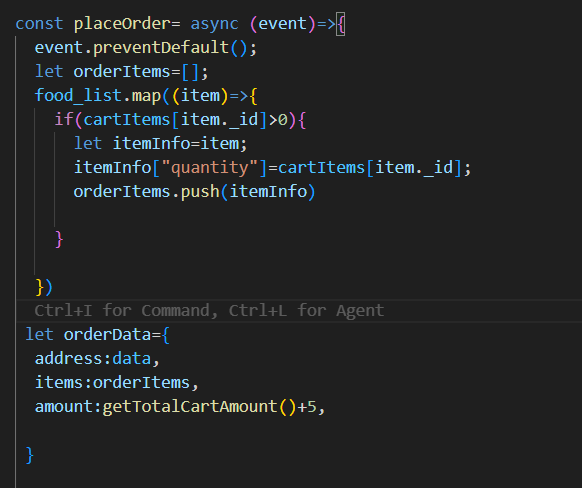 const placeOrder= async (event)=>{
event.preventDefault();
let orderItems=[];
food_list.map((item)=>{
if(cartItems[item._id]>0){
let itemInfo=item;
itemInfo["quantity"]=cartItems[item._id];
orderItems.push(itemInfo)
}
})
Ctrl+I for Command, Ctrl+L for Agent
let orderData={
address:data,
items:orderItems,
amount:getTotalCartAmount()+5,
}